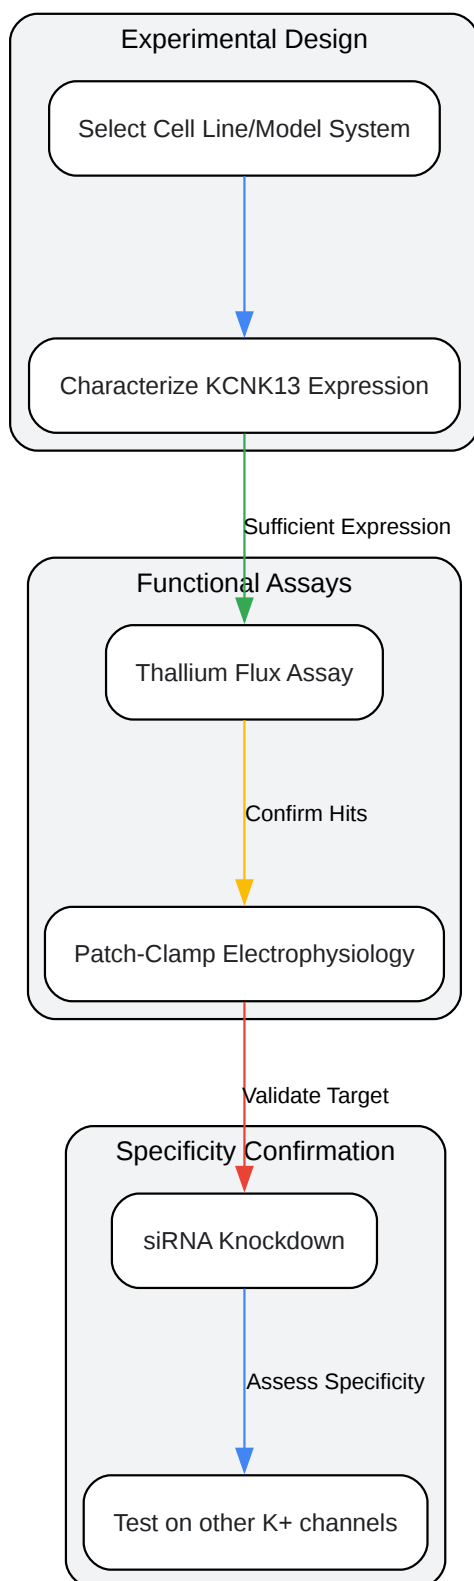 Experimental Design
Select Cell Line/Model System
Characterize KCNK13 Expression
Sufficient Expression
Functional Assays
Thallium Flux Assay
Confirm Hits
Patch-Clamp Electrophysiology
Validate Target
Specificity Confirmation
siRNA Knockdown
Assess Specificity
Test on other K+ channels